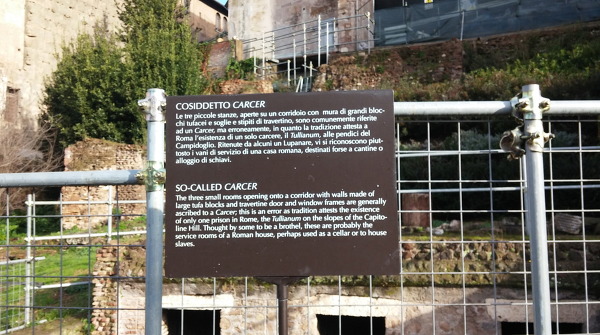 COSIDDETTO CARCER
Le tre piccole stanze, aperte su un corridoio con mura di grandi bloc-
chi tufacei e soglie e stipiti di travertino, sono comunemente riferite
ad un Carcer, ma erroneamente, in quanto la tradizione attesta a
Roma l'esistenza di un solo carcere, il Tullianum, alle pendici del
Campidoglio. Ritenute da alcuni un Lupanare, vi si riconoscono piut-
tosto i vani di servizio di una casa romana, destinati forse a cantine o
alloggio di schiavi.
SO-CALLED CARCER
The three small rooms opening onto a corridor with walls made of
large tufa blocks and travertine door and window frames are generally
ascribed to a Carcer; this is an error as tradition attests the existence
of only one prison in Rome, the Tullianum on the slopes of the Capito-
line Hill. Thought by some to be a brothel, these are probably the
service rooms of a Roman house, perhaps used as a cellar or to house
slaves.